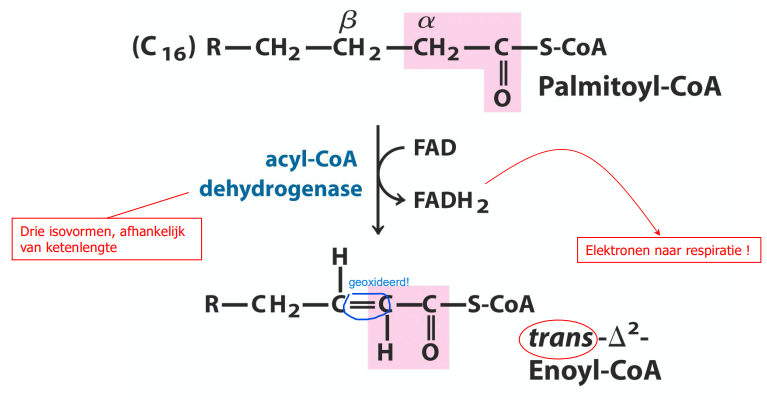 β α
(C₁₆) R—CH₂—CH₂—CH₂—C—S-CoA
O
Palmitoyl-CoA
acyl-CoA
dehydrogenase
FAD
FADH₂
Drie isovormen, afhankelijk
van ketenlengte
Elektronen naar respiratie !
H
geoxideerd!
R—CH₂—C=C—C—S-CoA
H O
trans-Δ²-
Enoyl-CoA